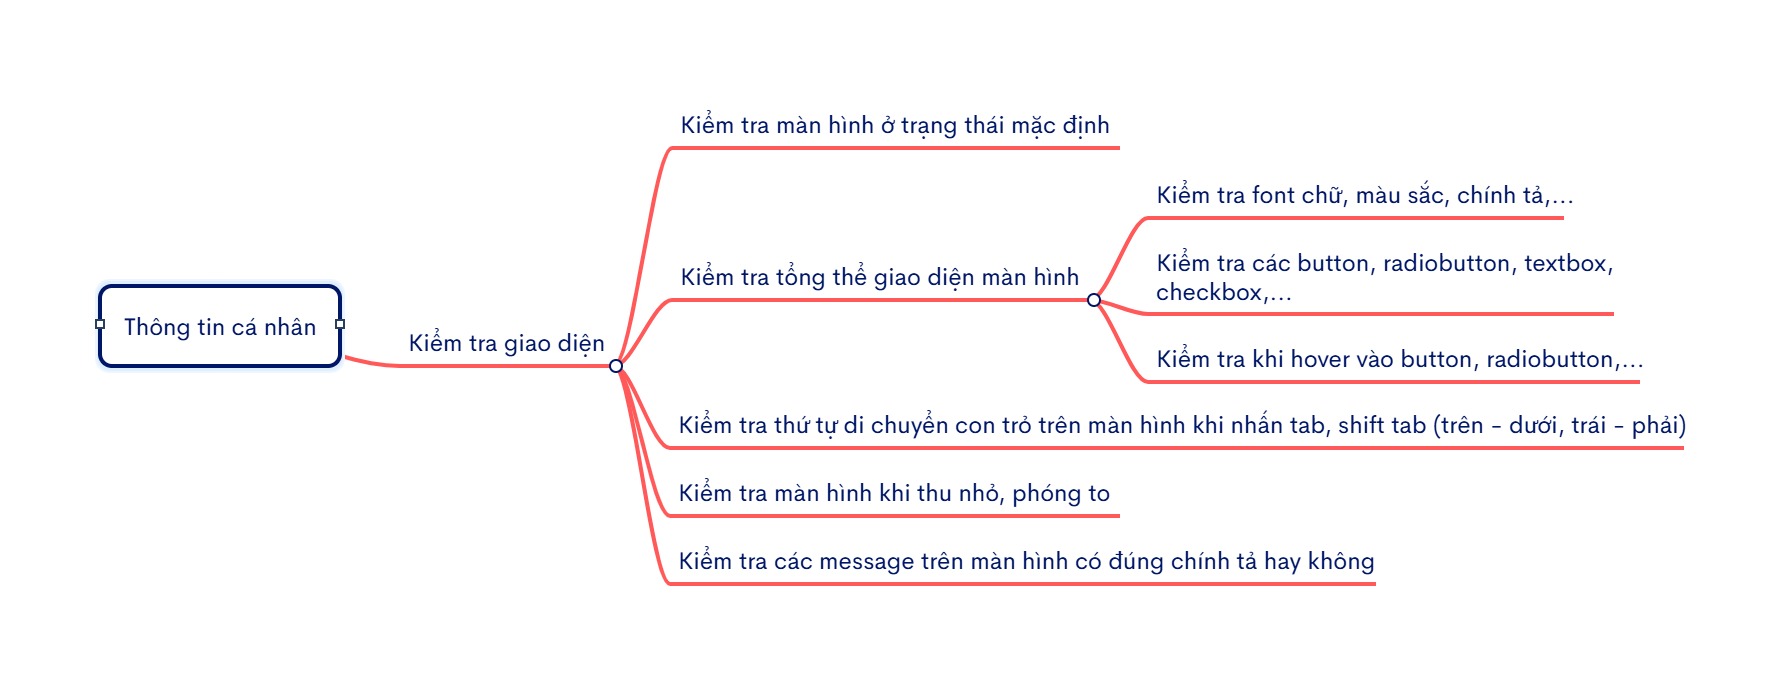 Thông tin cá nhân
Kiểm tra giao diện
Kiểm tra màn hình ở trạng thái mặc định
Kiểm tra tổng thể giao diện màn hình
Kiểm tra font chữ, màu sắc, chính tả,...
Kiểm tra các button, radiobutton, textbox,
checkbox,...
Kiểm tra khi hover vào button, radiobutton,...
Kiểm tra thứ tự di chuyển con trỏ trên màn hình khi nhấn tab, shift tab (trên - dưới, trái - phải)
Kiểm tra màn hình khi thu nhỏ, phóng to
Kiểm tra các message trên màn hình có đúng chính tả hay không